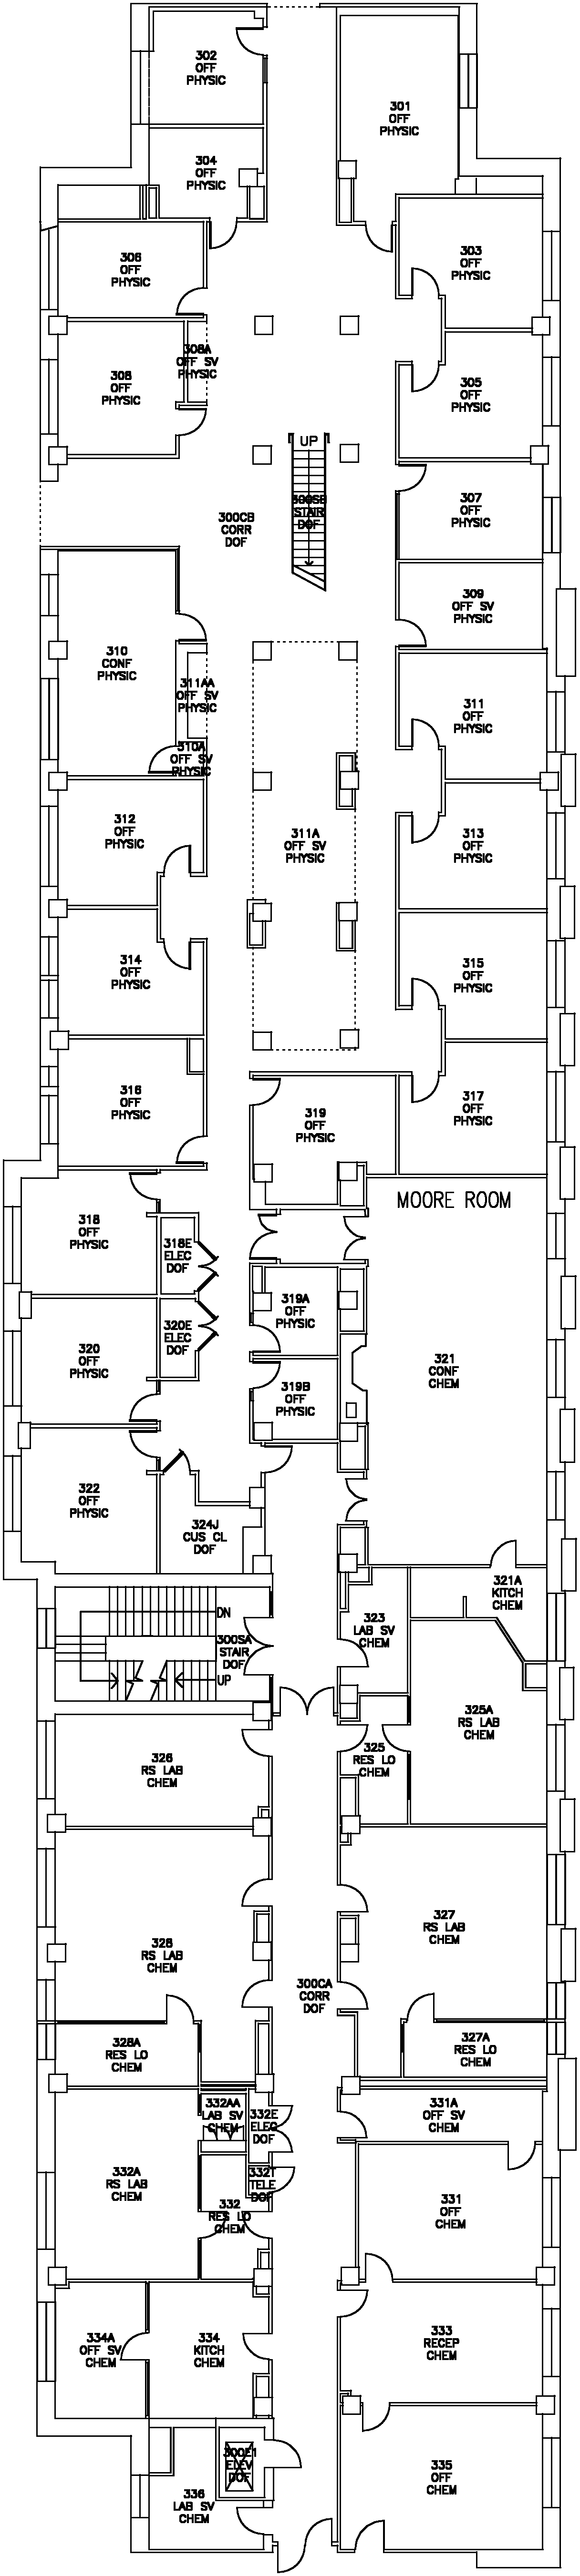 302
OFF
PHYSIC
301
OFF
PHYSIC
304
OFF
PHYSIC
306
OFF
PHYSIC
303
OFF
PHYSIC
308A
OFF SV
PHYSIC
308
OFF
PHYSIC
305
OFF
PHYSIC
UP
300SB
STAIR
DOF
307
OFF
PHYSIC
300CB
CORR
DOF
309
OFF SV
PHYSIC
310
CONF
PHYSIC
311AA
OFF SV
PHYSIC
311
OFF
PHYSIC
310A
OFF SV
PHYSIC
312
OFF
PHYSIC
311A
OFF SV
PHYSIC
313
OFF
PHYSIC
314
OFF
PHYSIC
315
OFF
PHYSIC
316
OFF
PHYSIC
319
OFF
PHYSIC
317
OFF
PHYSIC
MOORE ROOM
318
OFF
PHYSIC
318E
ELEC
DOF
319A
OFF
PHYSIC
320
OFF
PHYSIC
320E
ELEC
DOF
321
CONF
CHEM
319B
OFF
PHYSIC
322
OFF
PHYSIC
324J
CUS CL
DOF
321A
KITCH
CHEM
DN
323
LAB SV
CHEM
300SA
STAIR
DOF
UP
325A
RS LAB
CHEM
326
RS LAB
CHEM
325
RES LO
CHEM
327
RS LAB
CHEM
328
RS LAB
CHEM
300CA
CORR
DOF
328A
RES LO
CHEM
327A
RES LO
CHEM
332AA
LAB SV
CHEM
332E
ELEC
DOF
331A
OFF SV
CHEM
332A
RS LAB
CHEM
332T
TELE
DOF
332
RES LO
CHEM
331
OFF
CHEM
334A
OFF SV
CHEM
334
KITCH
CHEM
333
RECEP
CHEM
300E1
ELEV
DOF
335
OFF
CHEM
336
LAB SV
CHEM